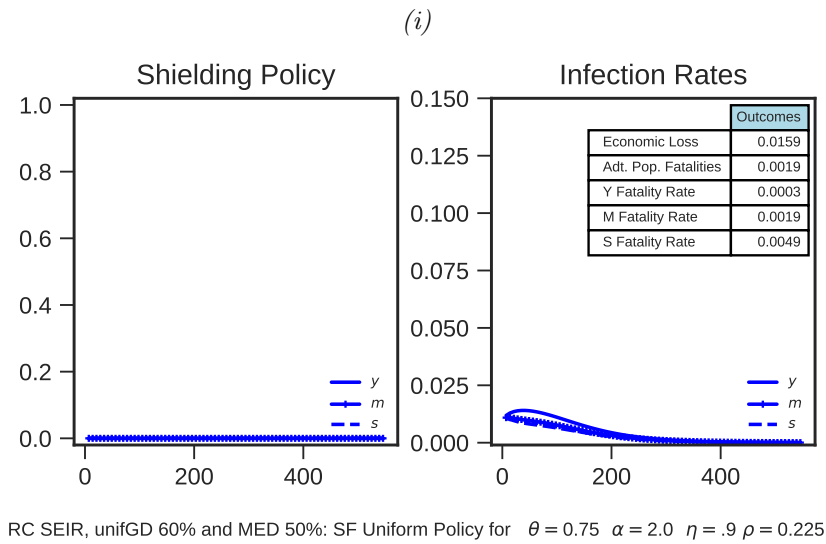 (i)
Shielding Policy
1.0
0.8
0.6
0.4
0.2
0.0
0 200 400
y
m
s
Infection Rates
0.150
0.125
0.100
0.075
0.050
0.025
0.000
0 200 400
Outcomes
Economic Loss 0.0159
Adt. Pop. Fatalities 0.0019
Y Fatality Rate 0.0003
M Fatality Rate 0.0019
S Fatality Rate 0.0049
y
m
s
RC SEIR, unifGD 60% and MED 50%: SF Uniform Policy for θ = 0.75 α = 2.0 η = .9 ρ = 0.225